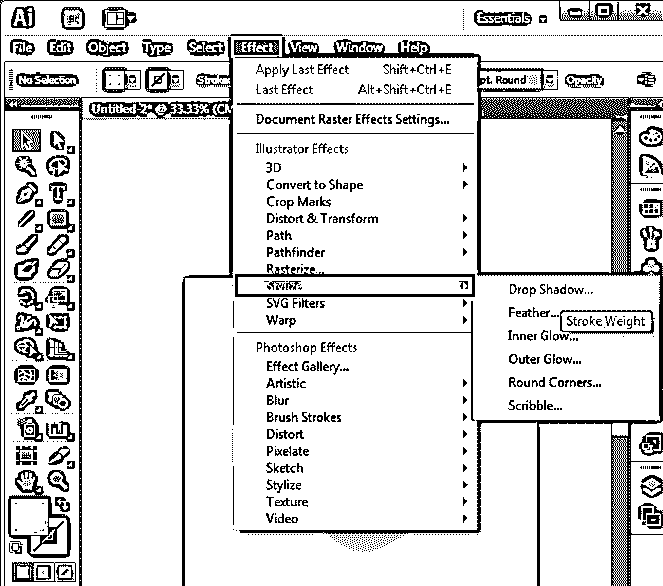 Ai
Essentials
File Edit Object Type Select Effect View Window Help
No Selection
pt. Round
Opacity
Untitled-2* @ 33.33%
Apply Last Effect Shift+Ctrl+E
Last Effect Alt+Shift+Ctrl+E
Document Raster Effects Settings...
Illustrator Effects
3D
Convert to Shape
Crop Marks
Distort & Transform
Path
Pathfinder
Rasterize...
SVG Filters
Warp
Drop Shadow...
Feather...
Stroke Weight
Inner Glow...
Outer Glow...
Round Corners...
Scribble...
Photoshop Effects
Effect Gallery...
Artistic
Blur
Brush Strokes
Distort
Pixelate
Sketch
Stylize
Texture
Video